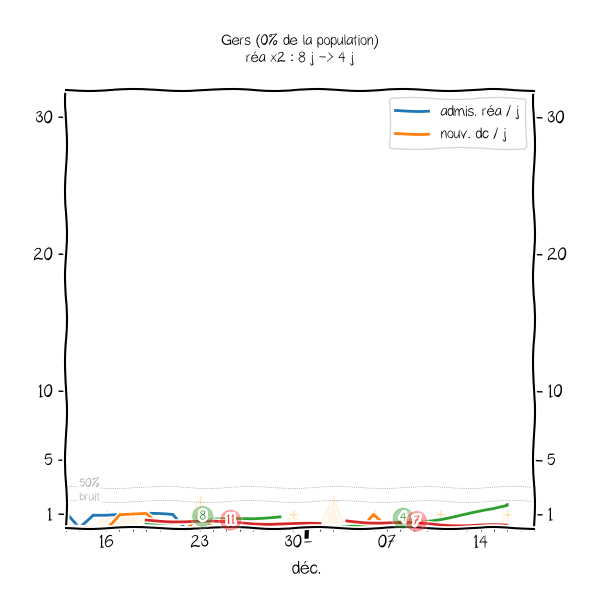 Gers (0% de la population)
réa x2 : 8 j -> 4 j
admis. réa / j
nouv. dc / j
30 30
20 20
10 10
5 5
50%
bruit
1 8 11 4 7 1
16 23 30 07 14
déc.